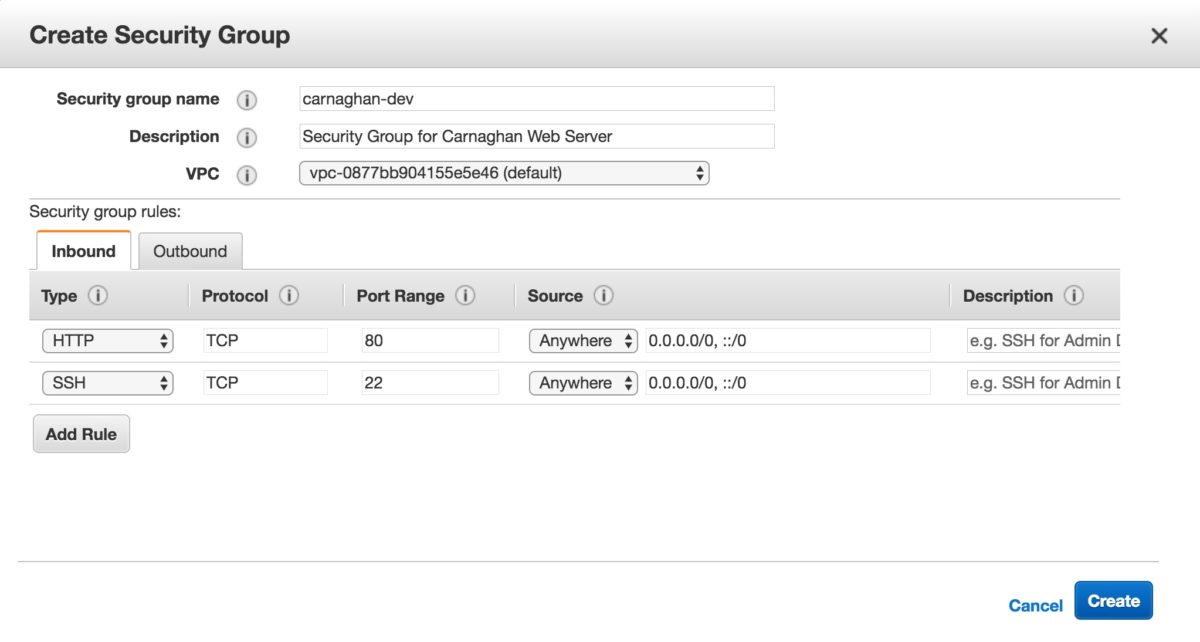 Create Security Group
Security group name carnaghan-dev
Description Security Group for Carnaghan Web Server
VPC vpc-0877bb904155e5e46 (default)
Security group rules:
Inbound Outbound
Type Protocol Port Range Source Description
HTTP TCP 80 Anywhere 0.0.0.0/0, ::/0 e.g. SSH for Admin
SSH TCP 22 Anywhere 0.0.0.0/0, ::/0 e.g. SSH for Admin
Add Rule
Cancel Create